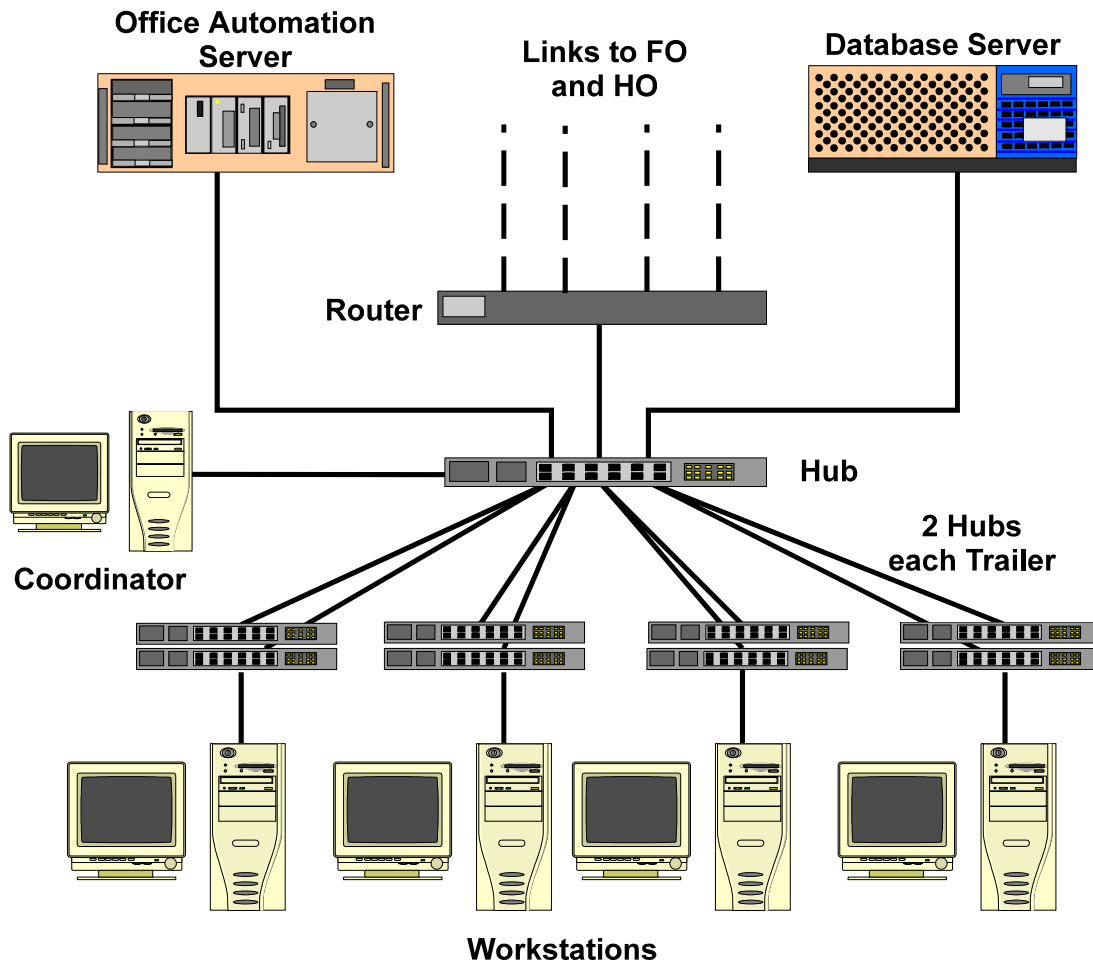 Office Automation
Server
Links to FO
and HO
Database Server
Router
Hub
2 Hubs
each Trailer
Coordinator
Workstations